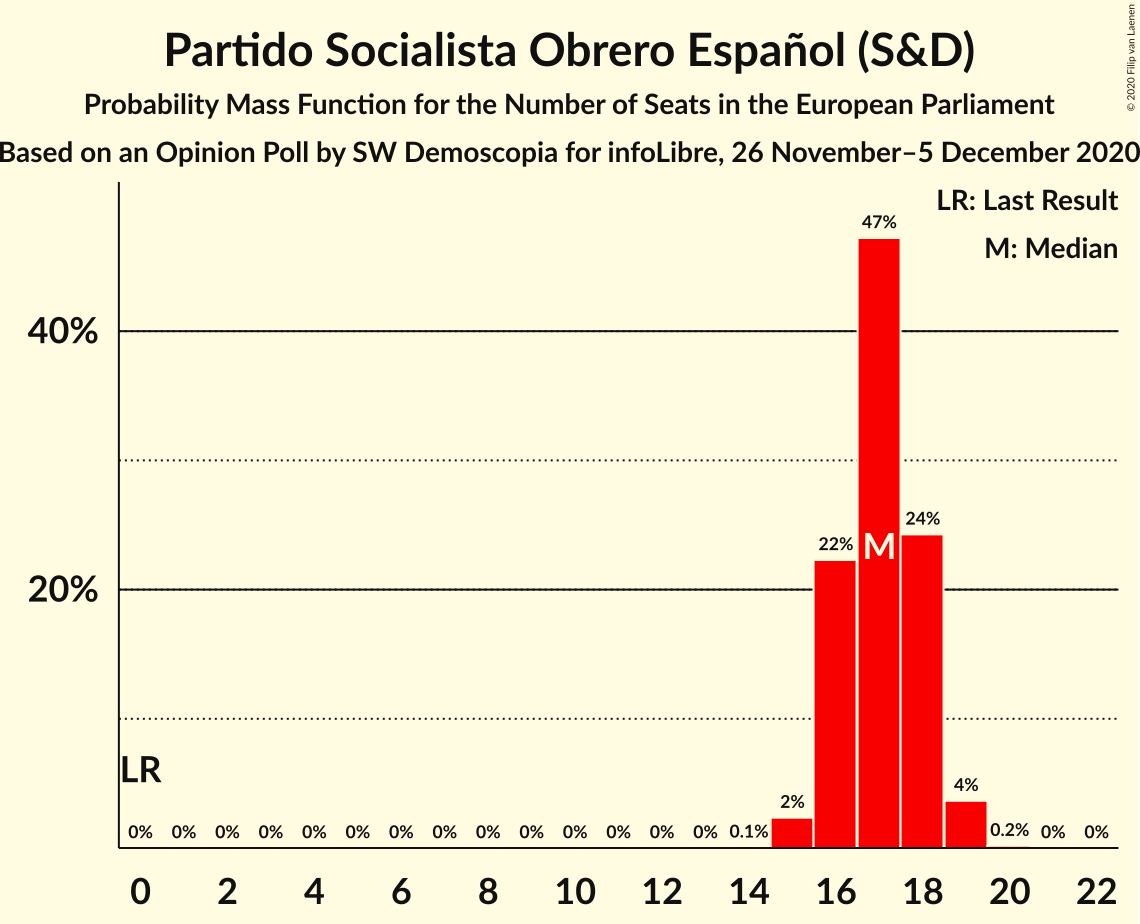 Partido Socialista Obrero Español (S&D)
Probability Mass Function for the Number of Seats in the European Parliament
Based on an Opinion Poll by SW Demoscopia for infoLibre, 26 November–5 December 2020
© 2020 Filip van Laenen
LR: Last Result
M: Median
47%
40%
24%
22%
M
20%
LR
4%
2%
0% 0% 0% 0% 0% 0% 0% 0% 0% 0% 0% 0% 0% 0% 0.1% 0.2% 0% 0%
0 2 4 6 8 10 12 14 16 18 20 22